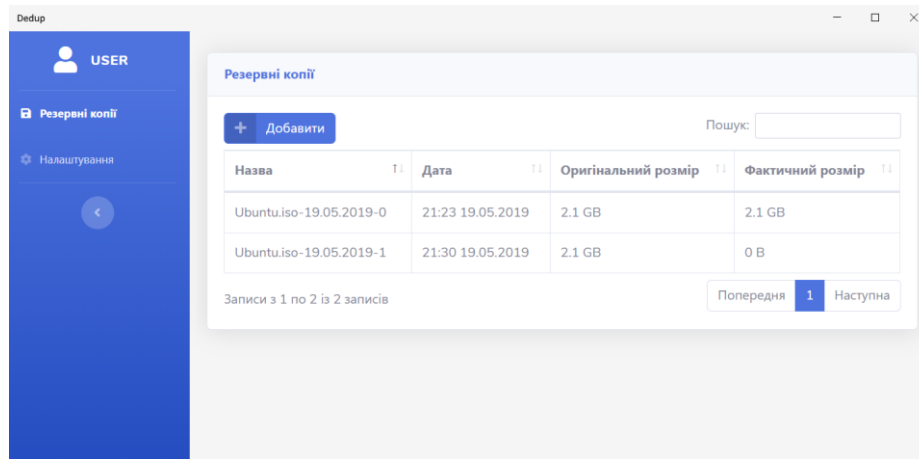 Dedup
USER
Резервні копії
Налаштування
Резервні копії
Добавити
Пошук:
Назва Дата Оригінальний розмір Фактичний розмір
Ubuntu.iso-19.05.2019-0 21:23 19.05.2019 2.1 GB 2.1 GB
Ubuntu.iso-19.05.2019-1 21:30 19.05.2019 2.1 GB 0 B
Записи з 1 по 2 із 2 записів
Попередня 1 Наступна